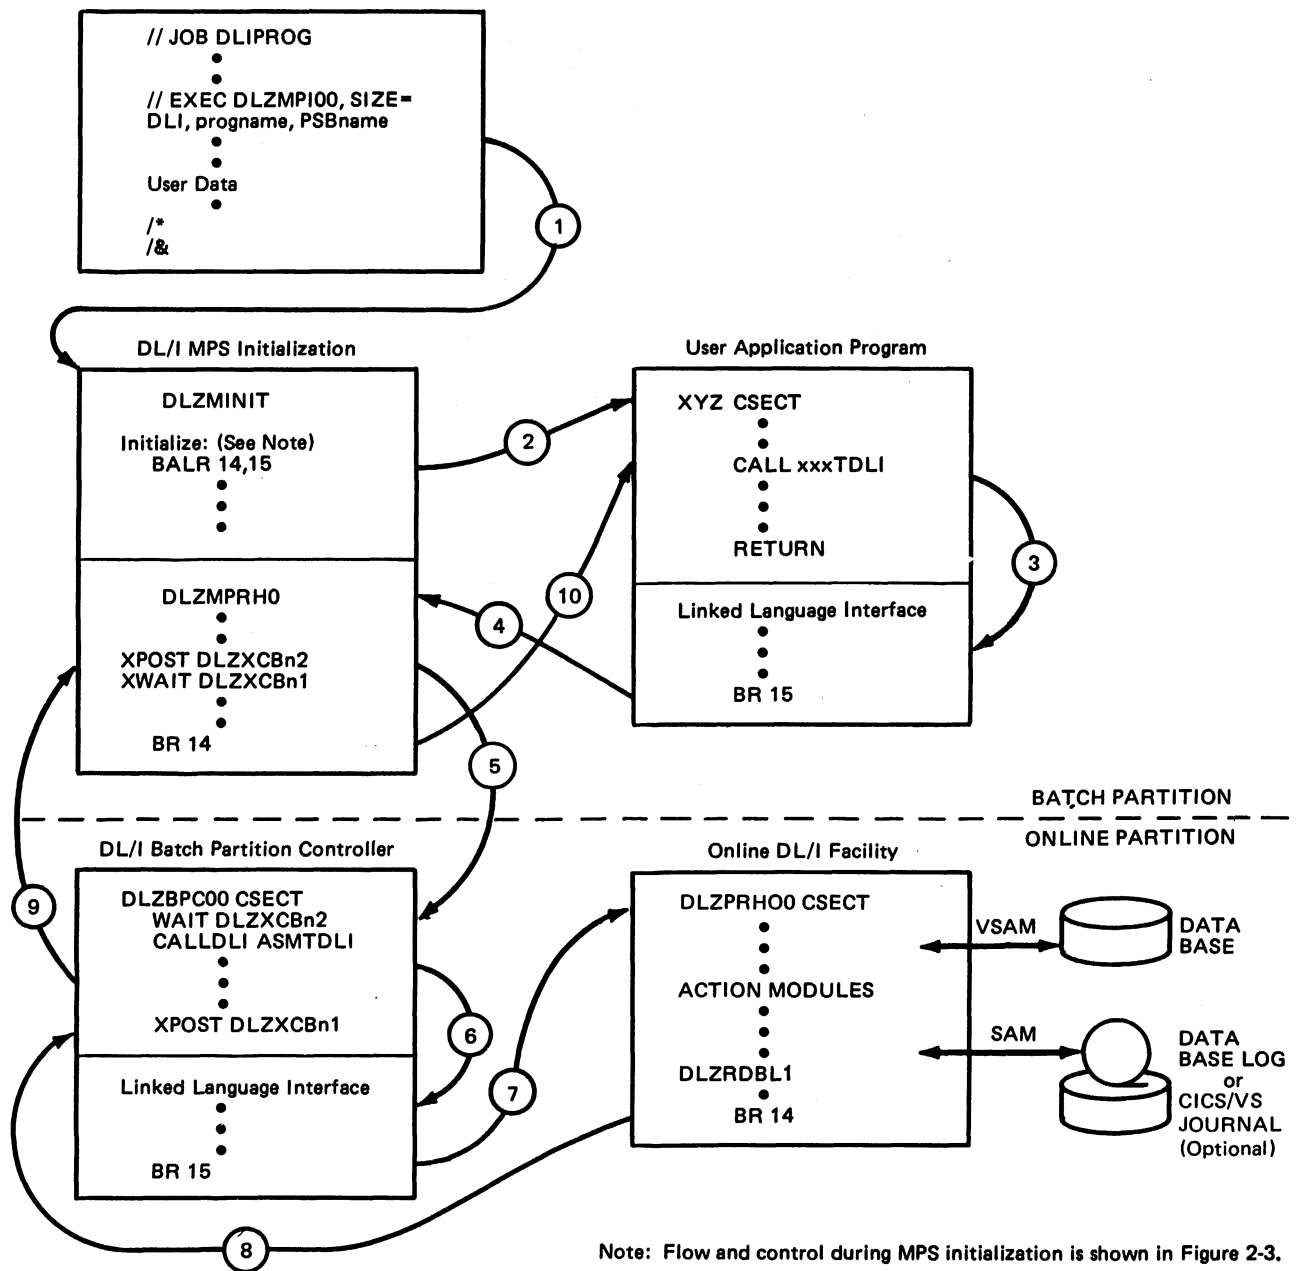 // JOB DLIPROG
// EXEC DLZMPI00, SIZE=
DLI, progname, PSBname
User Data
/*
/&
1
DL/I MPS Initialization
DLZMINIT
Initialize: (See Note)
BALR 14,15
DLZMPRH0
XPOST DLZXCBn2
XWAIT DLZXCBn1
BR 14
2
User Application Program
XYZ CSECT
CALL xxxTDLI
RETURN
Linked Language Interface
BR 15
3
10
4
5
BATCH PARTITION
ONLINE PARTITION
DL/I Batch Partition Controller
DLZBPC00 CSECT
WAIT DLZXCBn2
CALLDLI ASMTDLI
XPOST DLZXCBn1
Linked Language Interface
BR 15
9
6
7
8
Online DL/I Facility
DLZPRH00 CSECT
ACTION MODULES
DLZRDBL1
BR 14
VSAM
DATA
BASE
SAM
DATA
BASE LOG
or
CICS/VS
JOURNAL
(Optional)
Note: Flow and control during MPS initialization is shown in Figure 2-3.